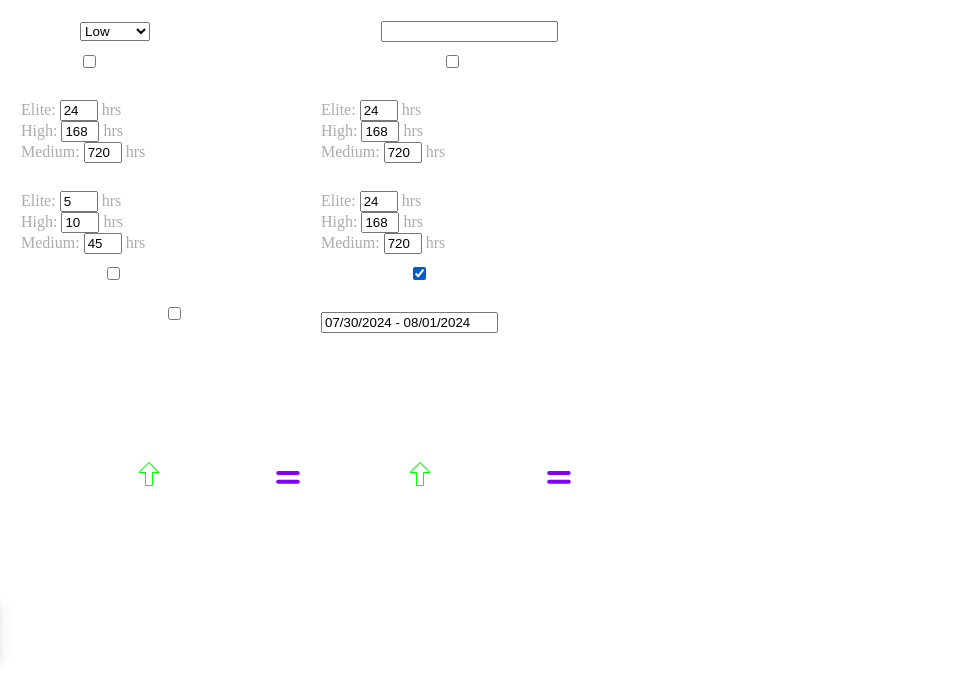 Low
Elite: 24 hrs Elite: 24 hrs
High: 168 hrs High: 168 hrs
Medium: 720 hrs Medium: 720 hrs
Elite: 5 hrs Elite: 24 hrs
High: 10 hrs High: 168 hrs
Medium: 45 hrs Medium: 720 hrs
07/30/2024 - 08/01/2024